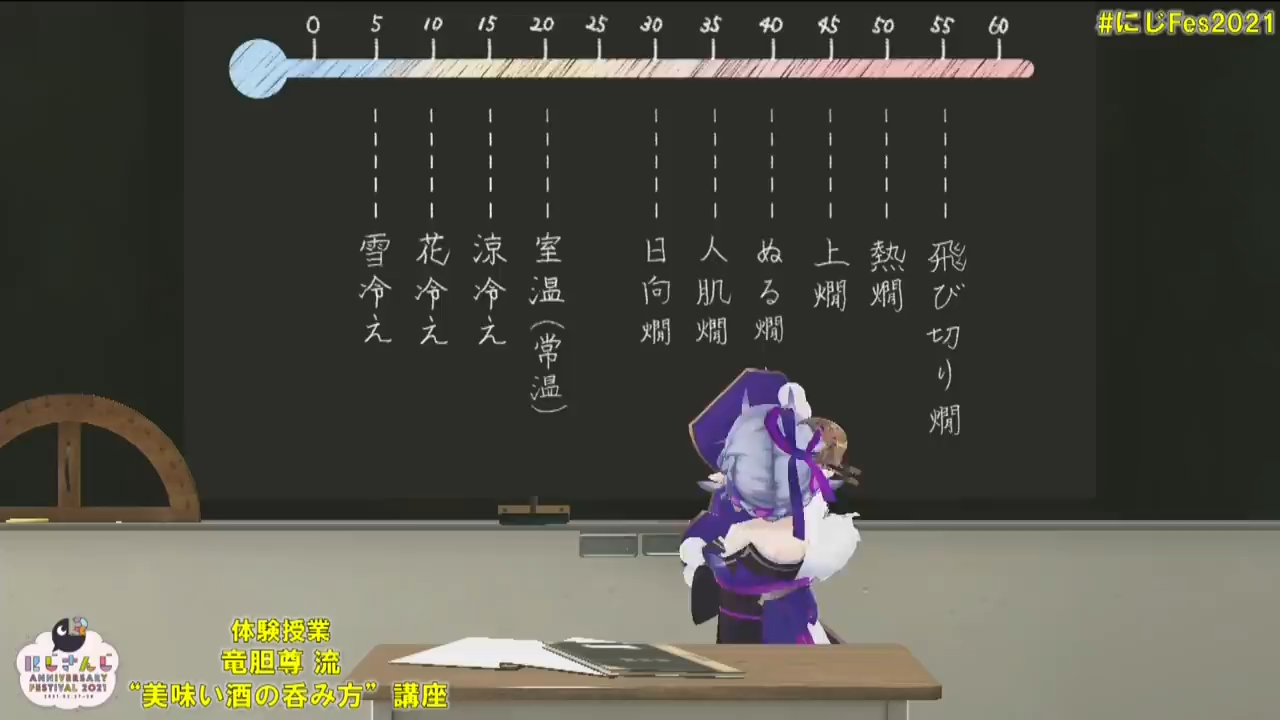 #にじFes2021
0 5 10 15 20 25 30 35 40 45 50 55 60
雪冷え
花冷え
涼冷え
室温(常温)
日向燗
人肌燗
ぬる燗
上燗
熱燗
飛び切り燗
にじさんじ
ANNIVERSARY
FESTIVAL 2021
体験授業
竜胆尊 流
“美味い酒の呑み方” 講座